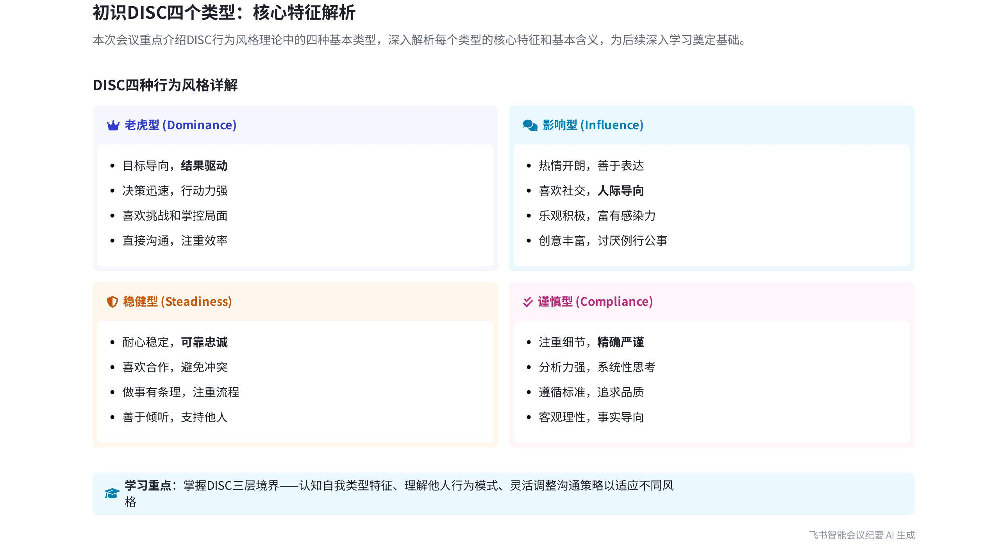 初识DISC四个类型：核心特征解析
本次会议重点介绍DISC行为风格理论中的四种基本类型，深入解析每个类型的核心特征和基本含义，为后续深入学习奠定基础。
DISC四种行为风格详解
老虎型 (Dominance)
目标导向，结果驱动
决策迅速，行动力强
喜欢挑战和掌控局面
直接沟通，注重效率
影响型 (Influence)
热情开朗，善于表达
喜欢社交，人际导向
乐观积极，富有感染力
创意丰富，讨厌例行公事
稳健型 (Steadiness)
耐心稳定，可靠忠诚
喜欢合作，避免冲突
做事有条理，注重流程
善于倾听，支持他人
谨慎型 (Compliance)
注重细节，精确严谨
分析力强，系统性思考
遵循标准，追求品质
客观理性，事实导向
学习重点：掌握DISC三层境界——认知自我类型特征、理解他人行为模式、灵活调整沟通策略以适应不同风
格
飞书智能会议纪要 AI 生成